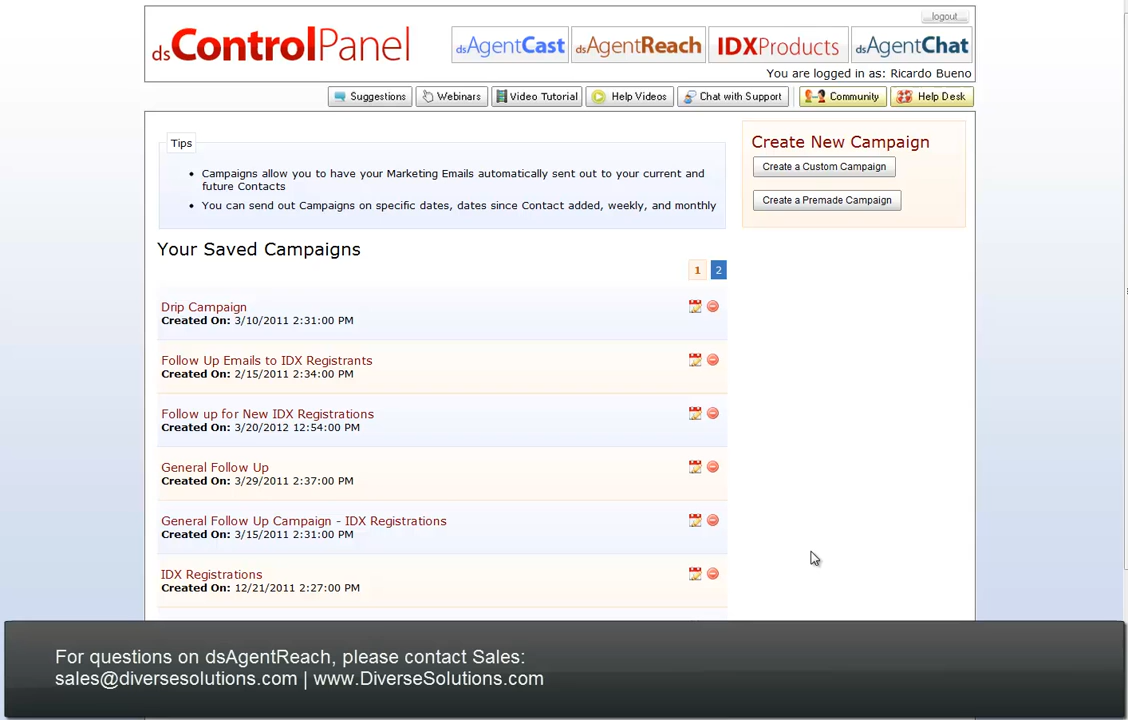 logout
dsControlPanel
dsAgentCast
dsAgentReach
IDXProducts
dsAgentChat
You are logged in as: Ricardo Bueno
Suggestions
Webinars
Video Tutorial
Help Videos
Chat with Support
Community
Help Desk
Tips
• Campaigns allow you to have your Marketing Emails automatically sent out to your current and
future Contacts
• You can send out Campaigns on specific dates, dates since Contact added, weekly, and monthly
Create New Campaign
Create a Custom Campaign
Create a Premade Campaign
Your Saved Campaigns
1 2
Drip Campaign
Created On: 3/10/2011 2:31:00 PM
Follow Up Emails to IDX Registrants
Created On: 2/15/2011 2:34:00 PM
Follow up for New IDX Registrations
Created On: 3/20/2012 12:54:00 PM
General Follow Up
Created On: 3/29/2011 2:37:00 PM
General Follow Up Campaign - IDX Registrations
Created On: 3/15/2011 2:31:00 PM
IDX Registrations
Created On: 12/21/2011 2:27:00 PM
For questions on dsAgentReach, please contact Sales:
sales@diversesolutions.com | www.DiverseSolutions.com